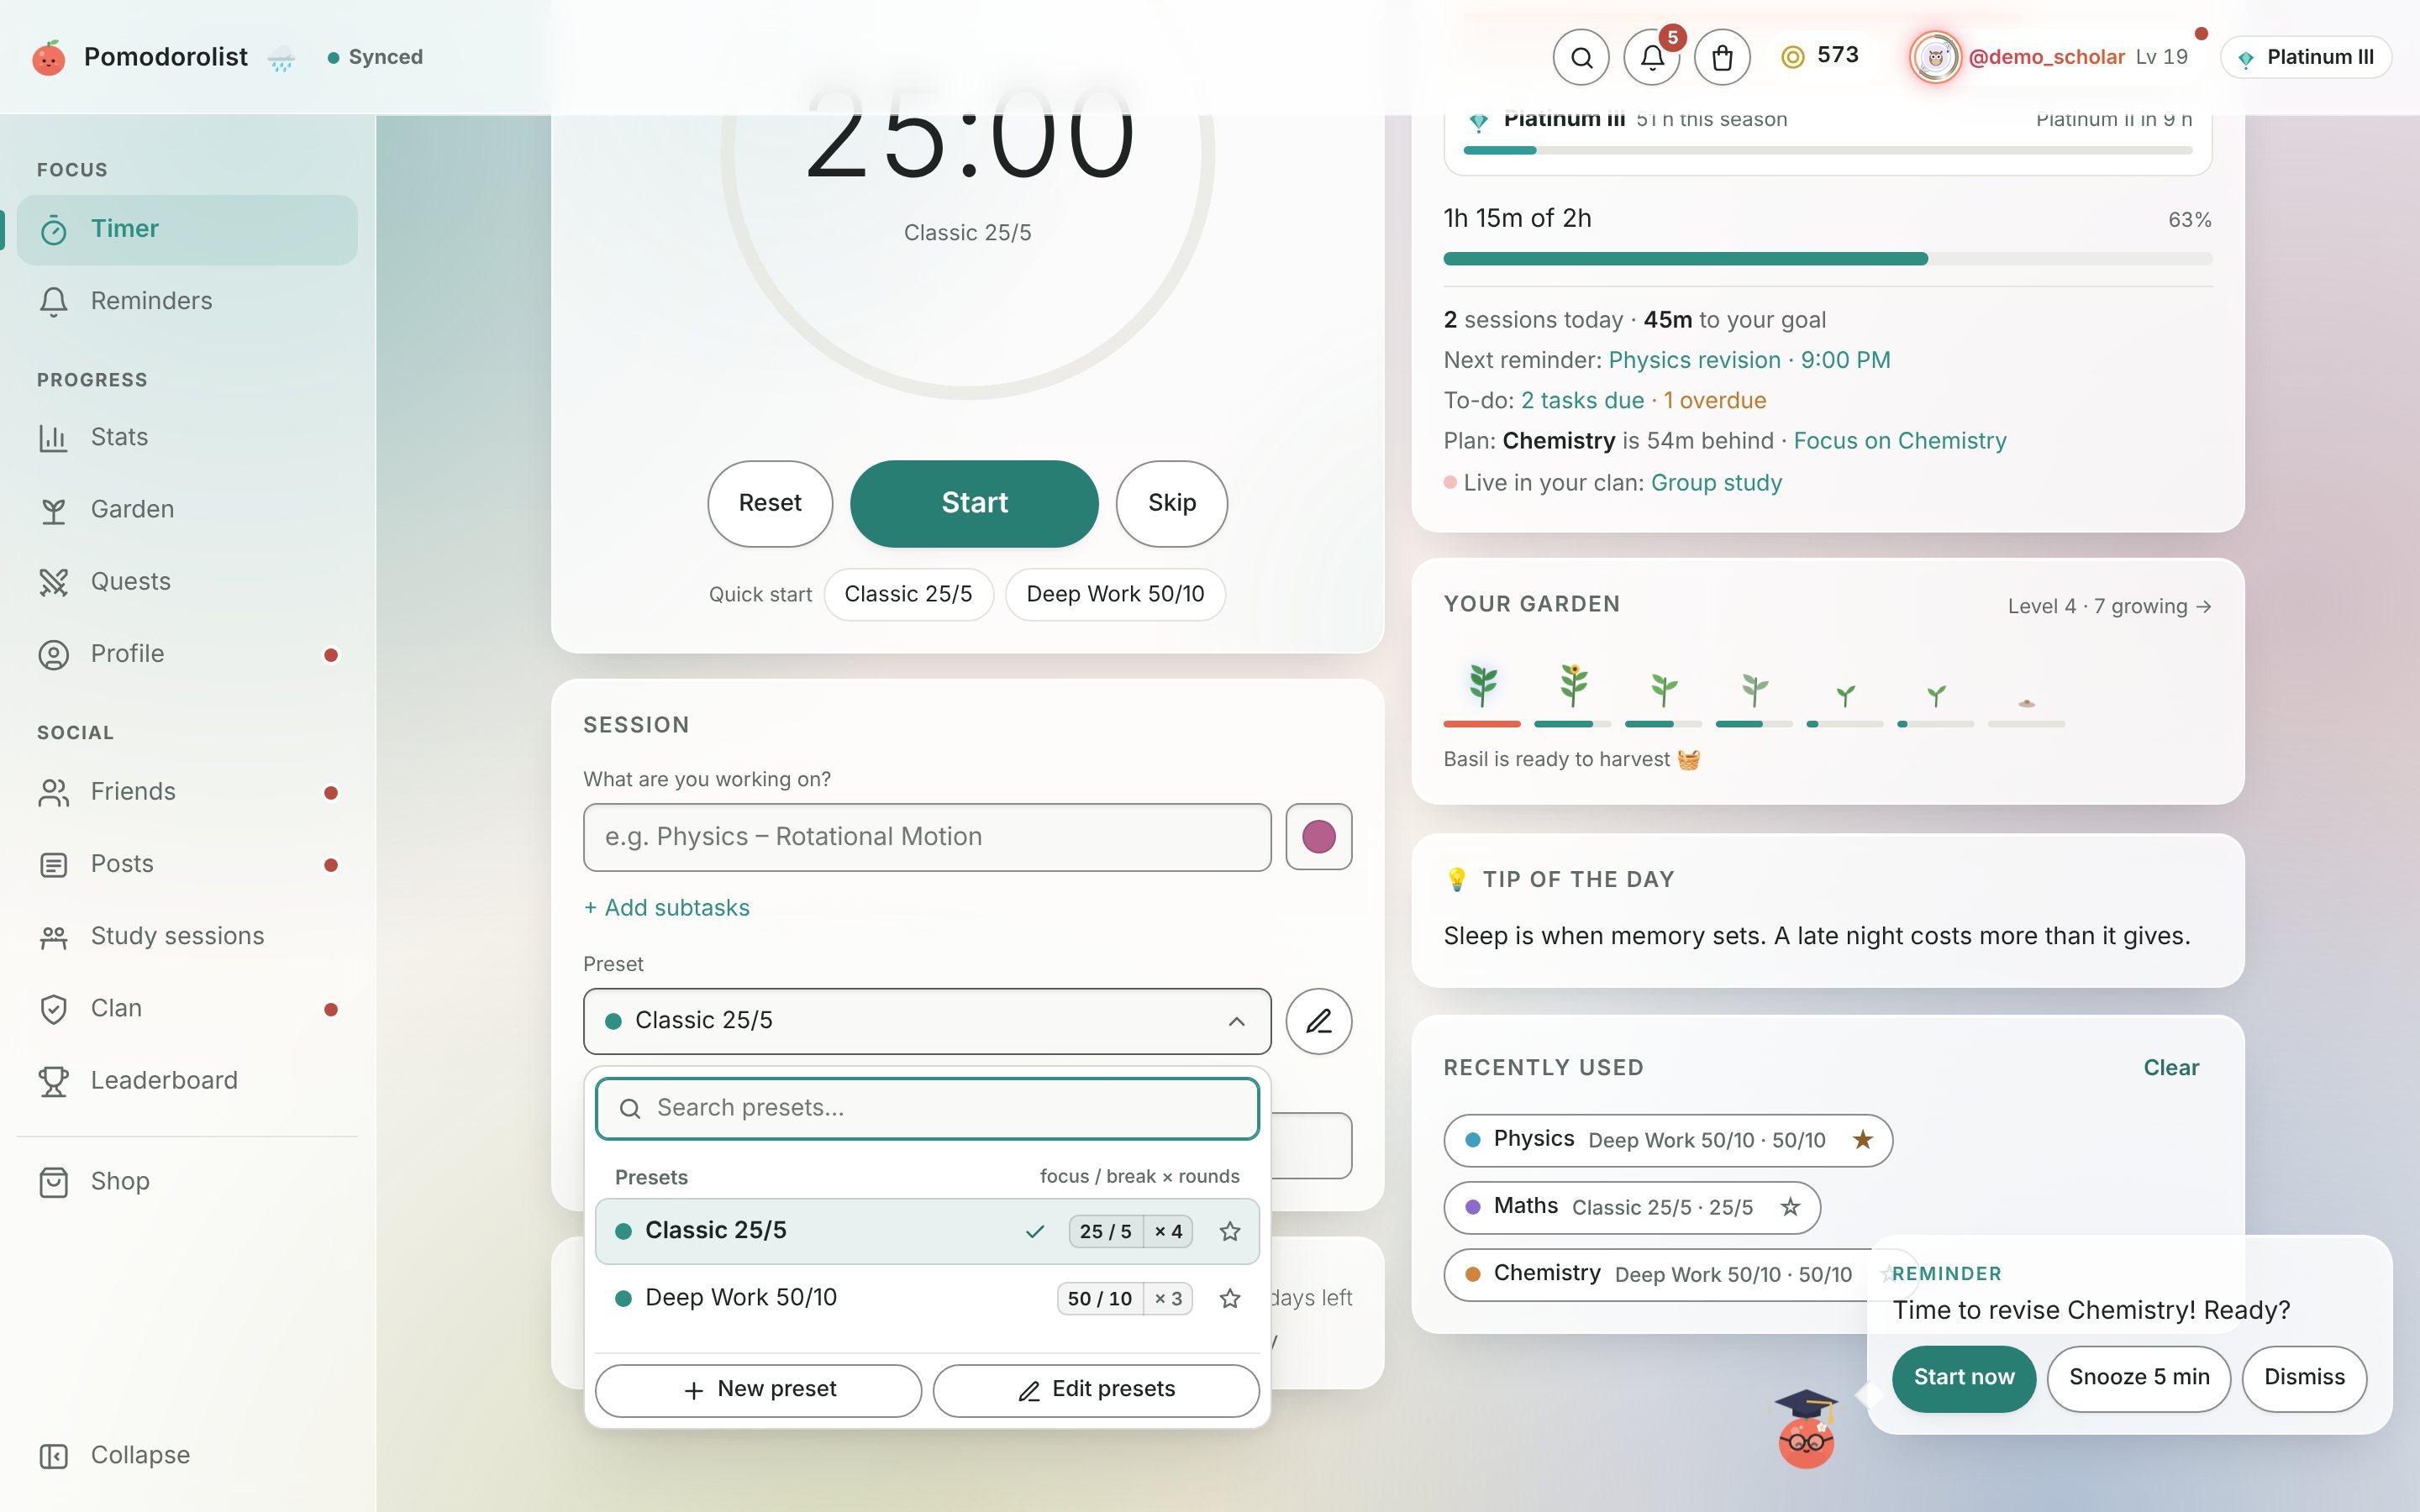 Pomodorolist
Synced
5
573
@demo_scholar Lv 19
Platinum III
FOCUS
Timer
Reminders
PROGRESS
Stats
Garden
Quests
Profile
SOCIAL
Friends
Posts
Study sessions
Clan
Leaderboard
Shop
Collapse
25:00
Classic 25/5
Reset
Start
Skip
Quick start
Classic 25/5
Deep Work 50/10
SESSION
What are you working on?
e.g. Physics – Rotational Motion
+ Add subtasks
Preset
Classic 25/5
Search presets...
Presets
focus / break × rounds
Classic 25/5
25 / 5 × 4
Deep Work 50/10
50 / 10 × 3
New preset
Edit presets
days left
Platinum III 51 h this season
Platinum II in 9 h
1h 15m of 2h
63%
2 sessions today · 45m to your goal
Next reminder: Physics revision · 9:00 PM
To-do: 2 tasks due · 1 overdue
Plan: Chemistry is 54m behind · Focus on Chemistry
Live in your clan: Group study
YOUR GARDEN
Level 4 · 7 growing →
Basil is ready to harvest
TIP OF THE DAY
Sleep is when memory sets. A late night costs more than it gives.
RECENTLY USED
Clear
Physics Deep Work 50/10 · 50/10
Maths Classic 25/5 · 25/5
Chemistry Deep Work 50/10 · 50/10
REMINDER
Time to revise Chemistry! Ready?
Start now
Snooze 5 min
Dismiss